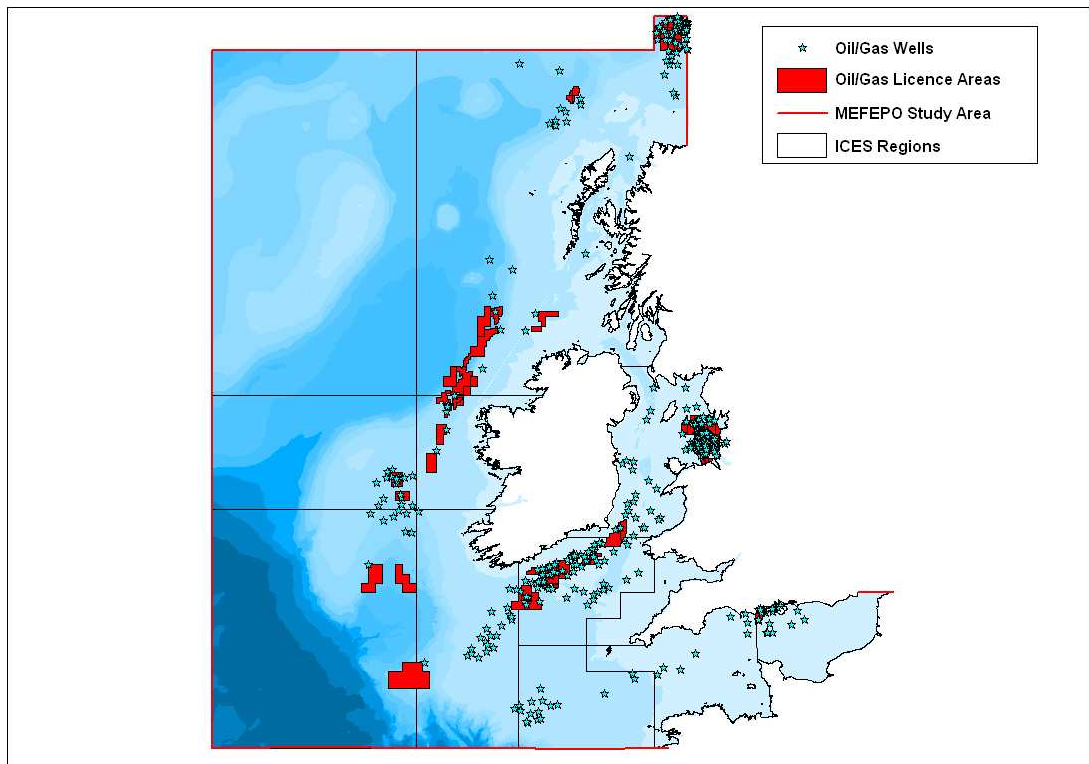 Oil/Gas Wells
Oil/Gas Licence Areas
MEFEPO Study Area
ICES Regions